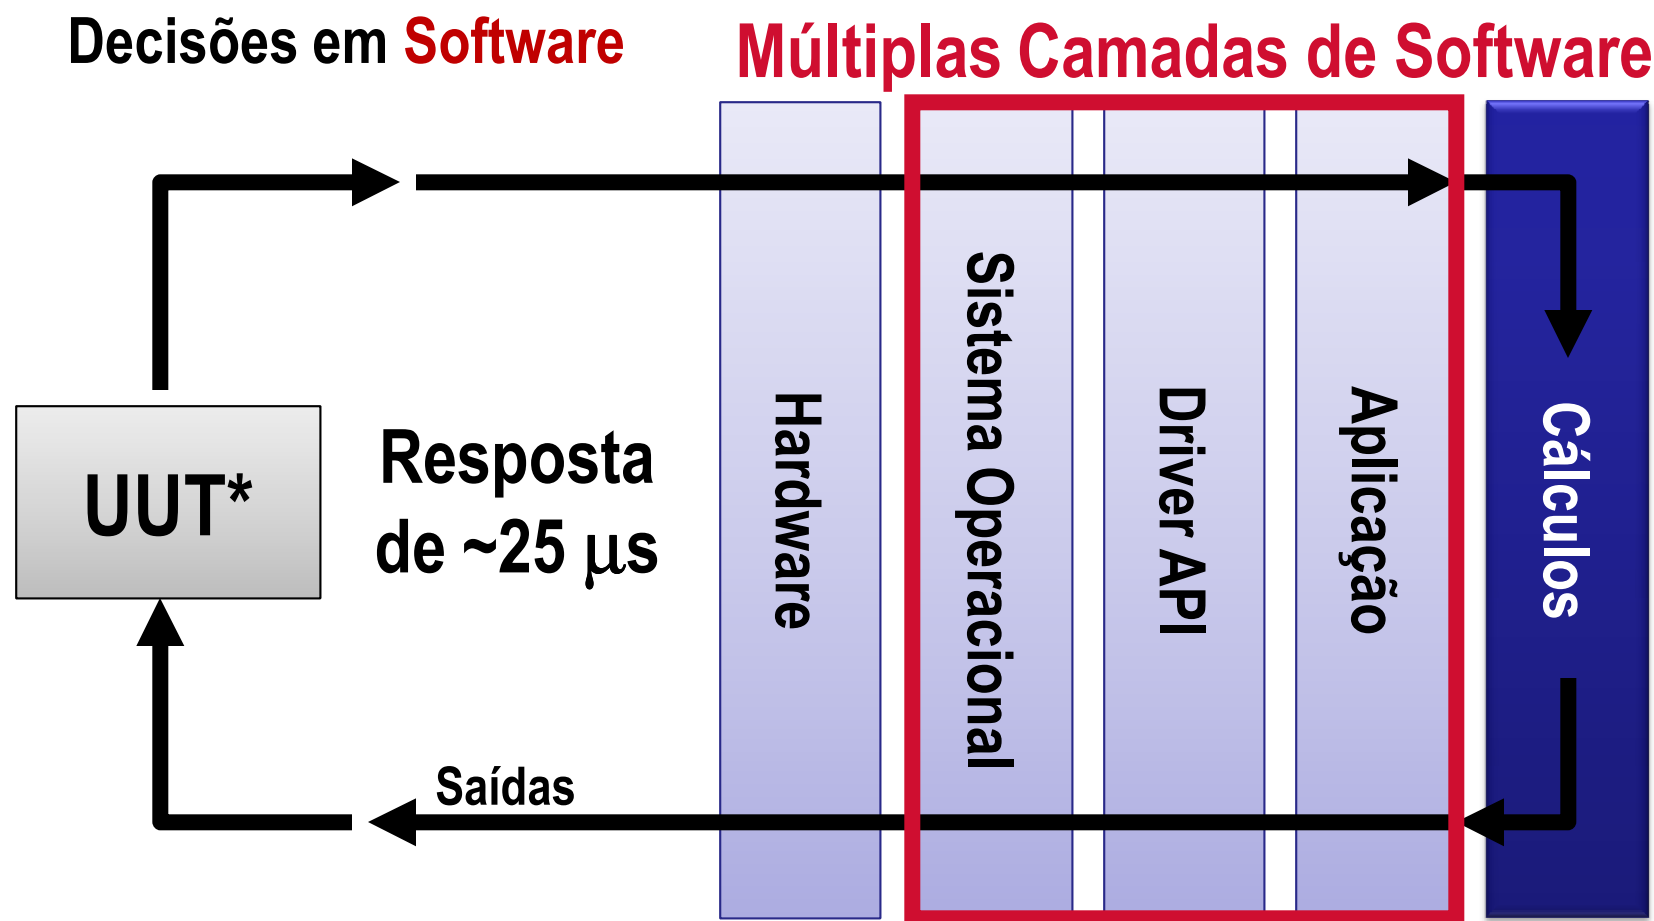 Decisões em Software
Múltiplas Camadas de Software
UUT*
Resposta
de ~25 μs
Saídas
Hardware
Sistema Operacional
Driver API
Aplicação
Cálculos